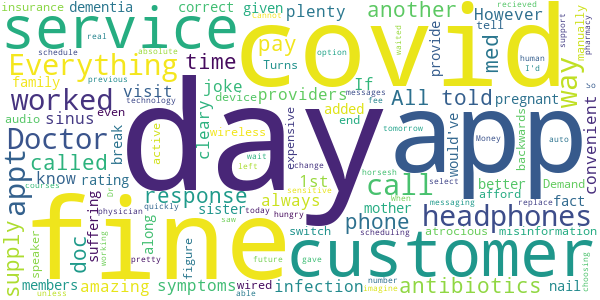 insurance dementia correct given another plenty However recieved
schedule real previous Turns tell support
service covid pay provide med manually pharmacy
option waited cannot human I'd
Everything time joke providers If way
family visit device All told pregnant
technology absolute messages fee
worked audio sinus break even cleary active wireless added end expensive
Doctor day app convenient
wait left tomorrow would've backwards So
appt called response 1st exchange Money auto
know rating always call better Demand
suffering sister sensitive afford fact
courses Dr physician quickly today hungry horsesh select when
fine phone headphones
supply doc along mother atrocious misinformation
speaker saw switch messaging replace
members figure wired customer nail
working pretty future scheduling choosing
amazing symptoms infection antibiotics
unless able gave number imagine